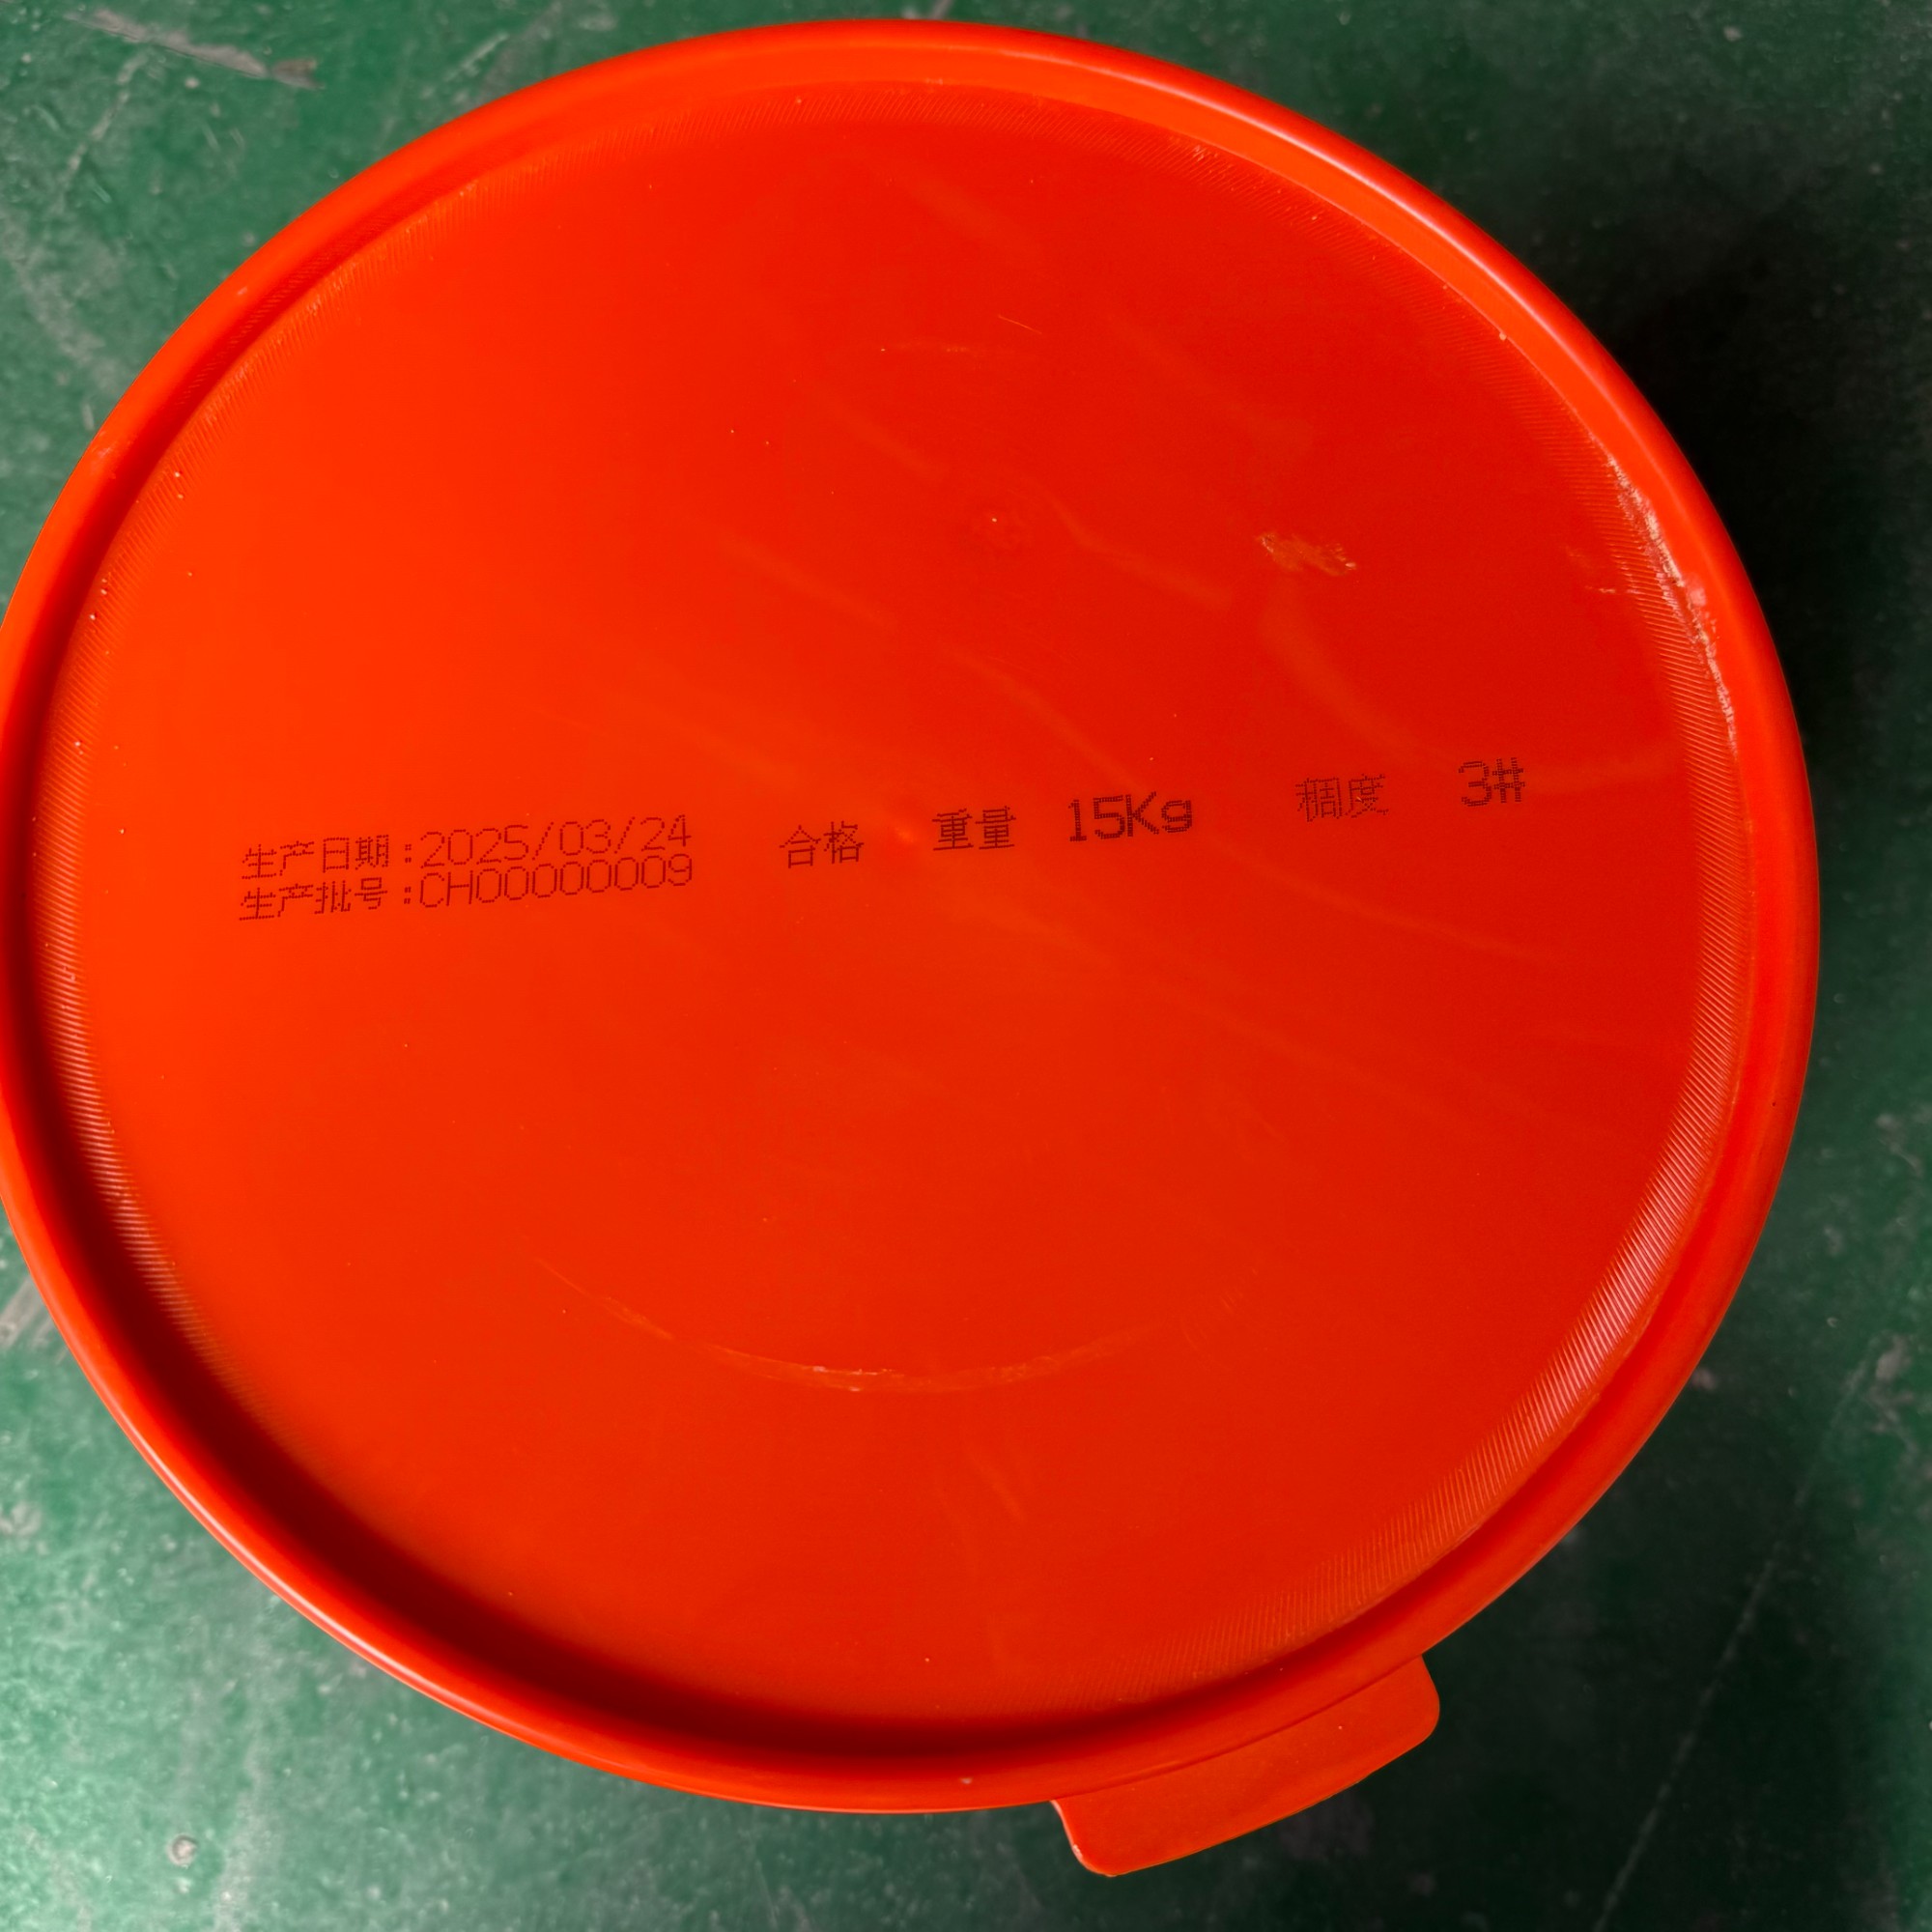 生产日期:2025/03/24 合格 重量 15Kg 稠度 3#
生产批号:CH00000009